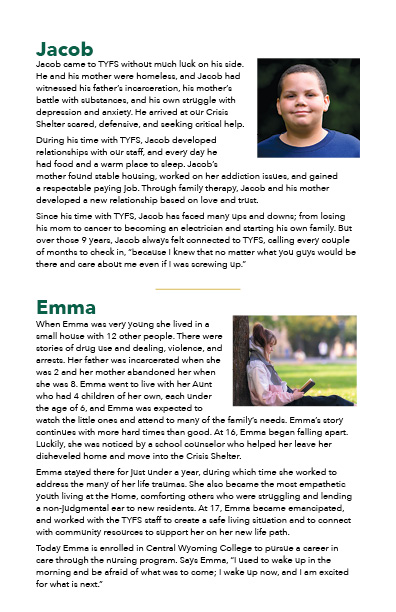 Jacob
Jacob came to TYFS without much luck on his side.
He and his mother were homeless, and Jacob had
witnessed his father's incarceration, his mother's
battle with substances, and his own struggle with
depression and anxiety. He arrived at our Crisis
Shelter scared, defensive, and seeking critical help.
During his time with TYFS, Jacob developed
relationships with our staff, and every day he
had food and a warm place to sleep. Jacob's
mother found stable housing, worked on her addiction issues, and gained
a respectable paying job. Through family therapy, Jacob and his mother
developed a new relationship based on love and trust.
Since his time with TYFS, Jacob has faced many ups and downs; from losing
his mom to cancer to becoming an electrician and starting his own family. But
over those 9 years, Jacob always felt connected to TYFS, calling every couple
of months to check in, "because I knew that no matter what you guys would be
there and care about me even if I was screwing up."
Emma
When Emma was very young she lived in a
small house with 12 other people. There were
stories of drug use and dealing, violence, and
arrests. Her father was incarcerated when she
was 2 and her mother abandoned her when
she was 8. Emma went to live with her Aunt
who had 4 children of her own, each under
the age of 6, and Emma was expected to
watch the little ones and attend to many of the family's needs. Emma's story
continues with more hard times than good. At 16, Emma began falling apart.
Luckily, she was noticed by a school counselor who helped her leave her
disheveled home and move into the Crisis Shelter.
Emma stayed there for just under a year, during which time she worked to
address the many of her life traumas. She also became the most empathetic
youth living at the Home, comforting others who were struggling and lending
a non-judgmental ear to new residents. At 17, Emma became emancipated,
and worked with the TYFS staff to create a safe living situation and to connect
with community resources to support her on her new life path.
Today Emma is enrolled in Central Wyoming College to pursue a career in
care through the nursing program. Says Emma, "I used to wake up in the
morning and be afraid of what was to come; I wake up now, and I am excited
for what is next."